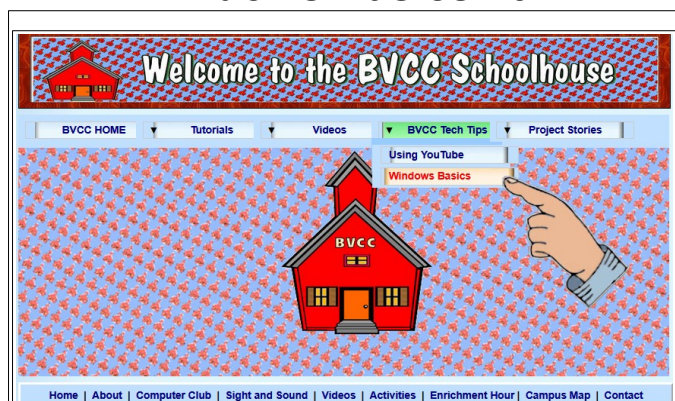 Welcome to the BVCC Schoolhouse
BVCC HOME Tutorials Videos BVCC Tech Tips Project Stories
Using YouTube
Windows Basics
BVCC
Home | About | Computer Club | Sight and Sound | Videos | Activities | Enrichment Hour | Campus Map | Contact